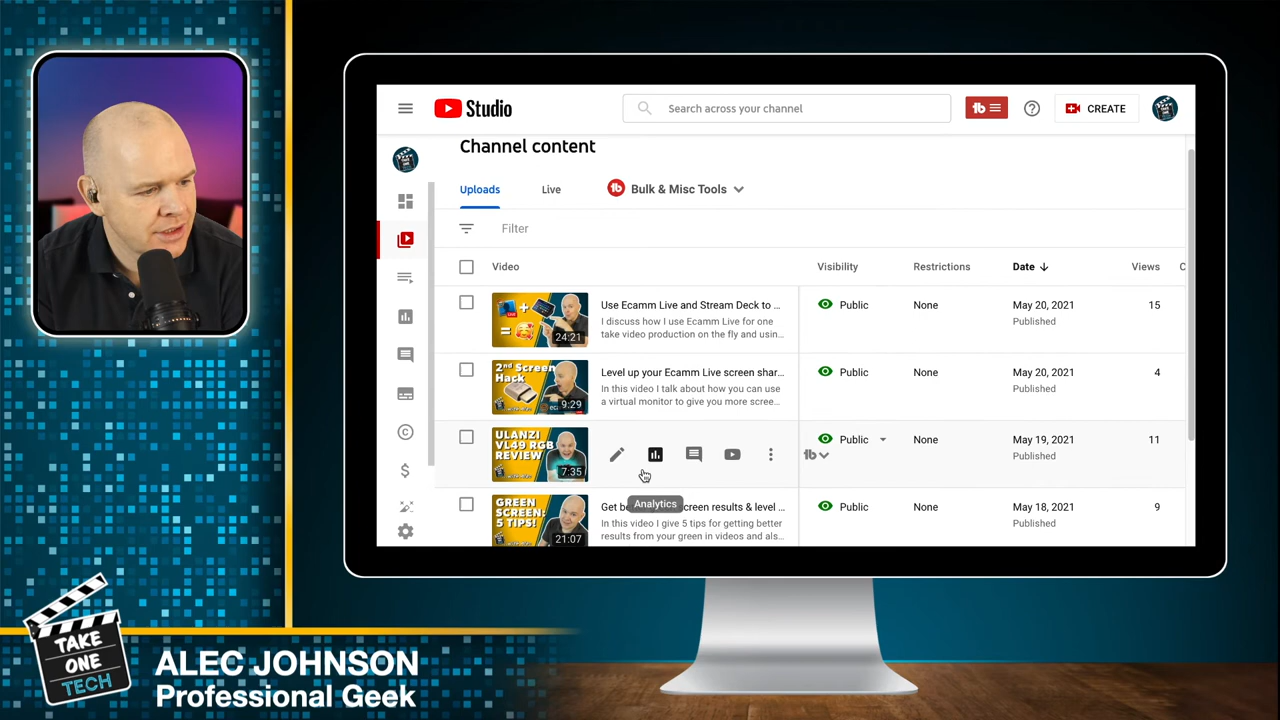 Studio
Search across your channel
CREATE
Channel content
Uploads
Live
Bulk & Misc Tools
Filter
Video
Visibility
Restrictions
Date
Views
C
24:21
Use Ecamm Live and Stream Deck to ...
I discuss how I use Ecamm Live for one
take video production on the fly and usin...
Public
None
May 20, 2021
Published
15
2nd Screen
Hack
9:29
Level up your Ecamm Live screen shar...
In this video I talk about how you can use
a virtual monitor to give you more scree...
Public
None
May 20, 2021
Published
4
ULANZI
VL49 RGB
REVIEW
7:35
Analytics
Public
None
May 19, 2021
Published
11
GREEN
SCREEN:
5 TIPS!
21:07
Get be
creen results & level ...
In this video I give 5 tips for getting better
results from your green in videos and als...
Public
None
May 18, 2021
Published
9
TAKE
ONE
TECH
ALEC JOHNSON
Professional Geek